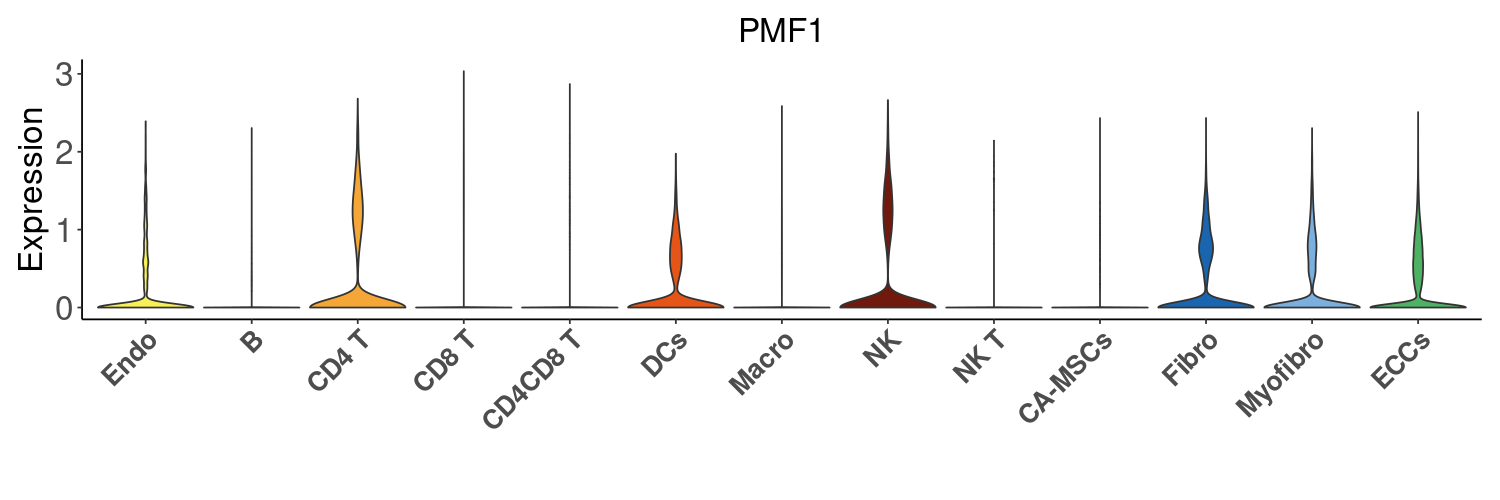 PMF1
Expression
3
2
1
0
Endo
B
CD4 T
CD8 T
CD4CD8 T
DCs
Macro
NK
NK T
CA-MSCs
Fibro
Myofibro
ECCs